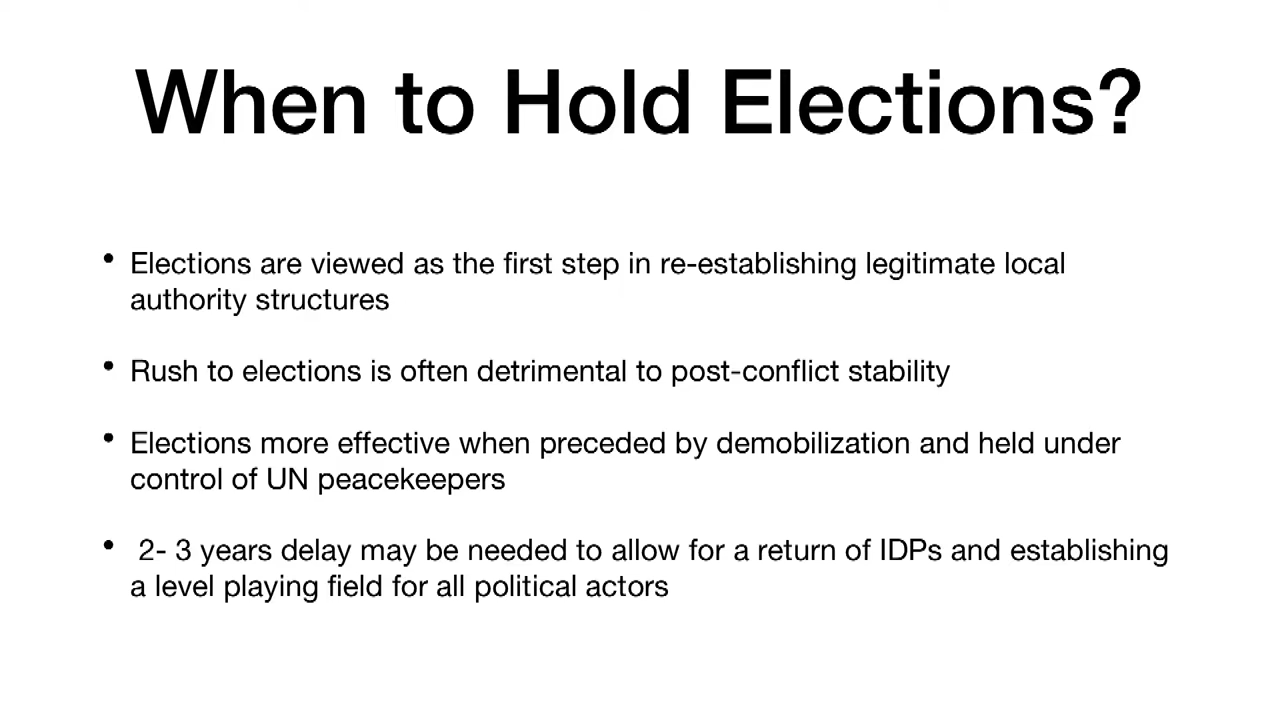 When to Hold Elections?
• Elections are viewed as the first step in re-establishing legitimate local
authority structures
• Rush to elections is often detrimental to post-conflict stability
• Elections more effective when preceded by demobilization and held under
control of UN peacekeepers
• 2- 3 years delay may be needed to allow for a return of IDPs and establishing
a level playing field for all political actors